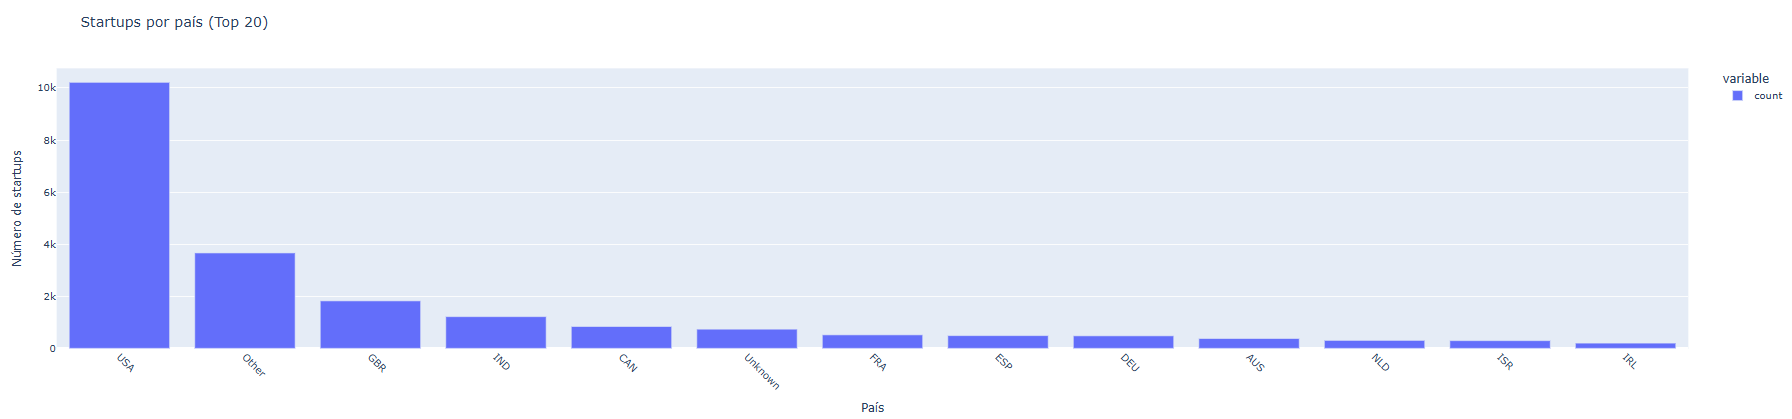 Startups por país (Top 20)
variable
count
Número de startups
10k
8k
6k
4k
2k
0
USA
Other
GBR
IND
CAN
Unknown
FRA
ESP
DEU
AUS
NLD
ISR
IRL
País